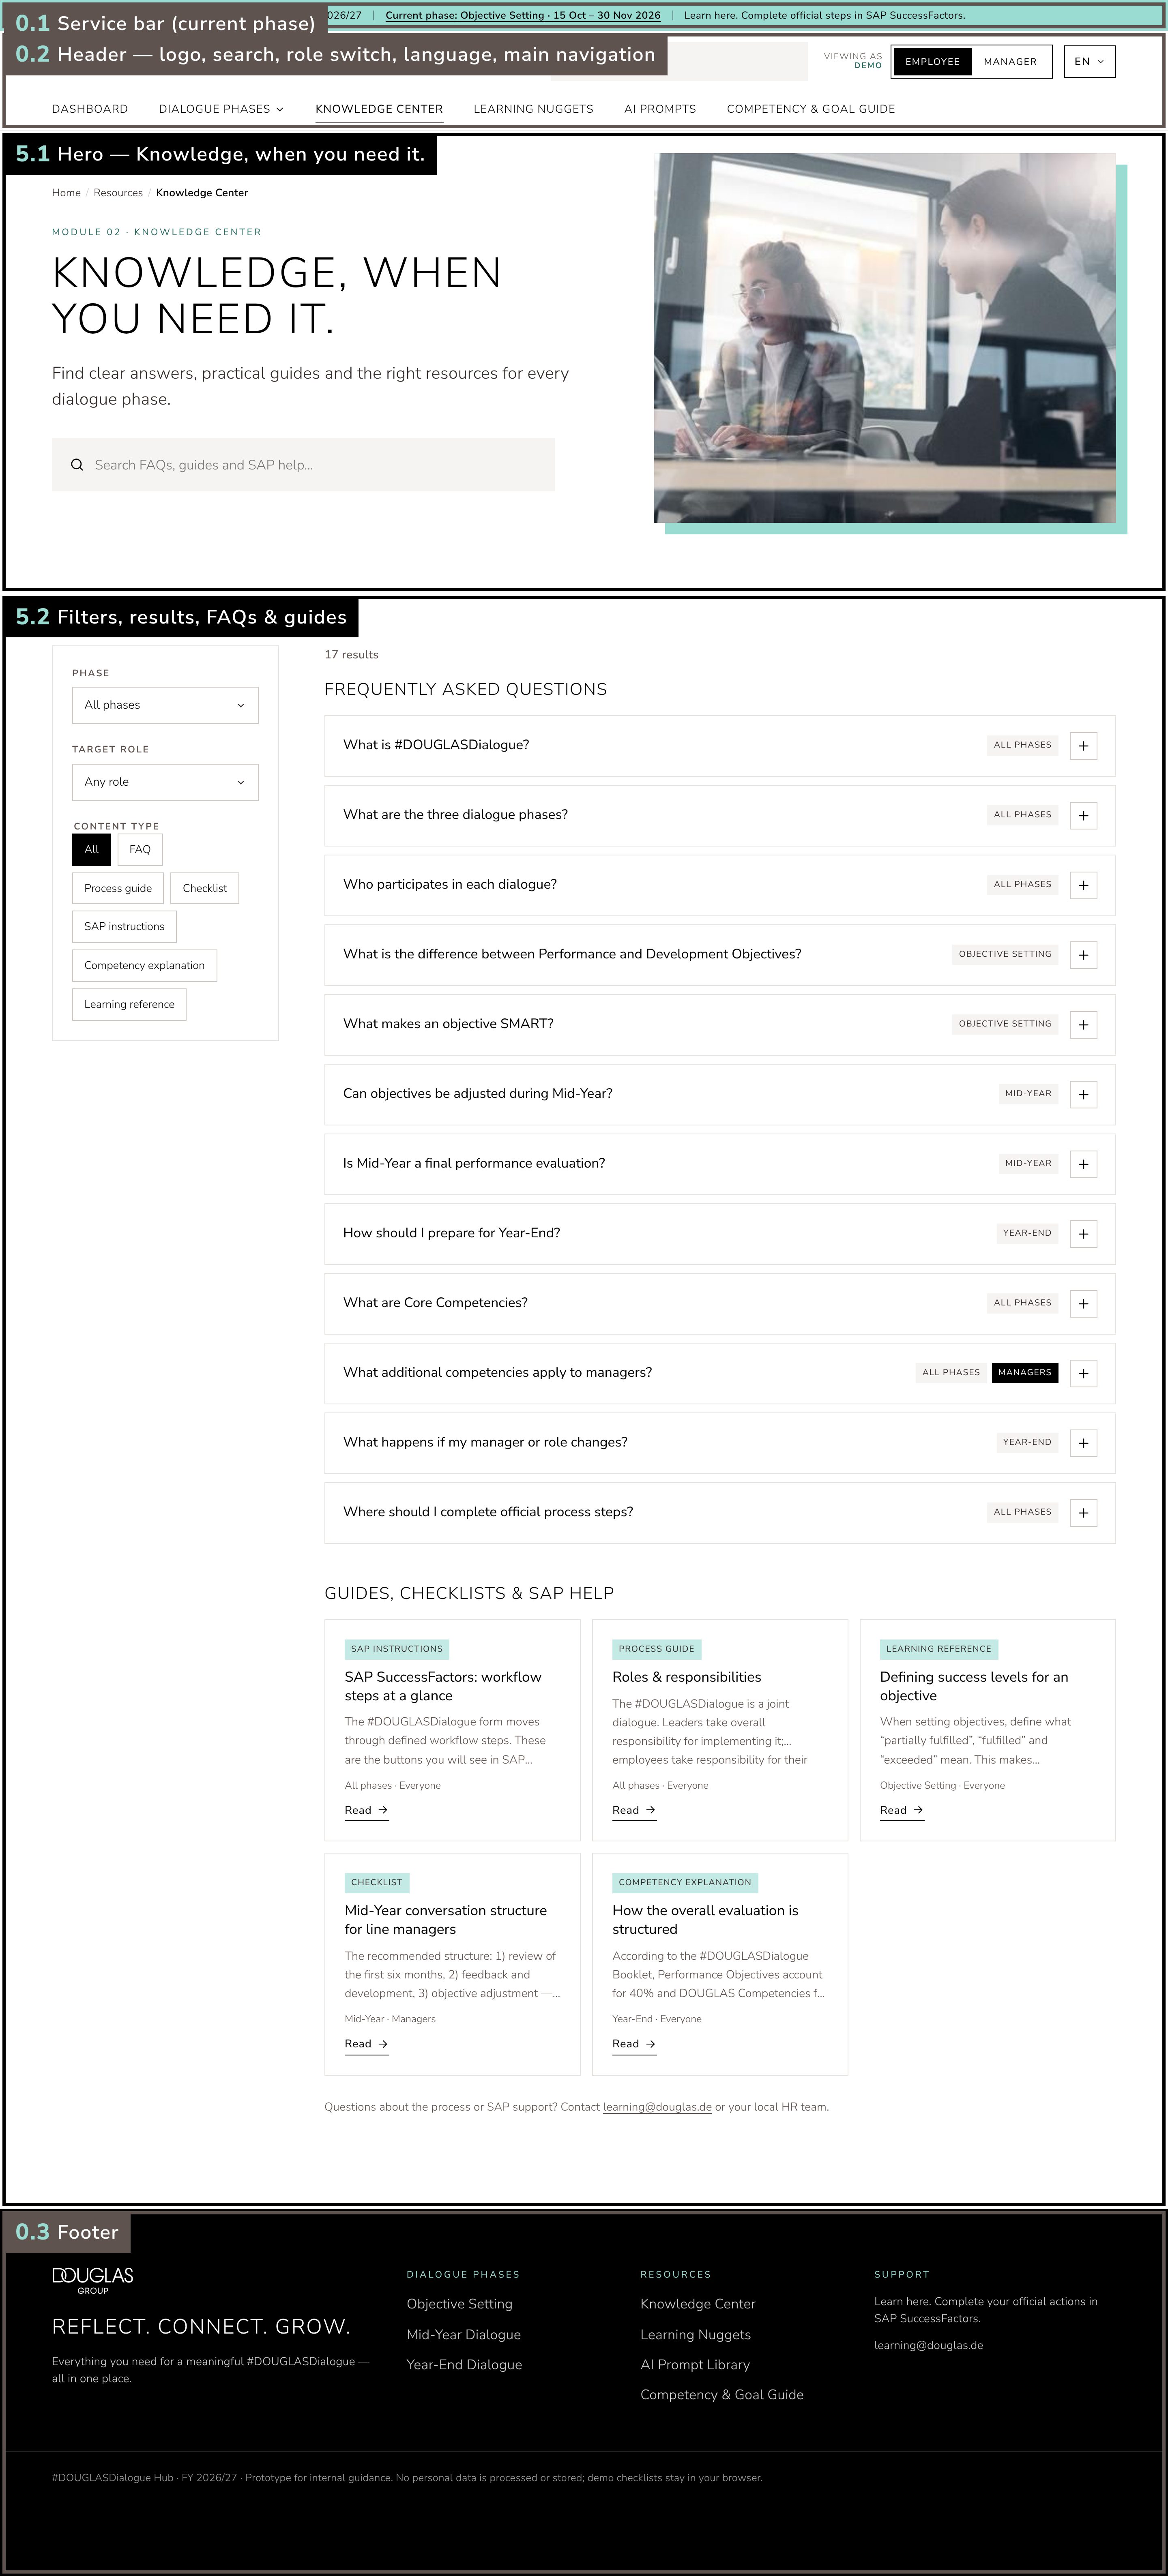 0.1 Service bar (current phase)
026/27 | Current phase: Objective Setting · 15 Oct – 30 Nov 2026 | Learn here. Complete official steps in SAP SuccessFactors.
0.2 Header — logo, search, role switch, language, main navigation
VIEWING AS
DEMO
EMPLOYEE MANAGER
EN
DASHBOARD DIALOGUE PHASES KNOWLEDGE CENTER LEARNING NUGGETS AI PROMPTS COMPETENCY & GOAL GUIDE
5.1 Hero — Knowledge, when you need it.
Home / Resources / Knowledge Center
MODULE 02 · KNOWLEDGE CENTER
KNOWLEDGE, WHEN
YOU NEED IT.
Find clear answers, practical guides and the right resources for every
dialogue phase.
Search FAQs, guides and SAP help...
5.2 Filters, results, FAQs & guides
PHASE
All phases
TARGET ROLE
Any role
CONTENT TYPE
All FAQ
Process guide Checklist
SAP instructions
Competency explanation
Learning reference
17 results
FREQUENTLY ASKED QUESTIONS
What is #DOUGLASDialogue? ALL PHASES
What are the three dialogue phases? ALL PHASES
Who participates in each dialogue? ALL PHASES
What is the difference between Performance and Development Objectives? OBJECTIVE SETTING
What makes an objective SMART? OBJECTIVE SETTING
Can objectives be adjusted during Mid-Year? MID-YEAR
Is Mid-Year a final performance evaluation? MID-YEAR
How should I prepare for Year-End? YEAR-END
What are Core Competencies? ALL PHASES
What additional competencies apply to managers? ALL PHASES MANAGERS
What happens if my manager or role changes? YEAR-END
Where should I complete official process steps? ALL PHASES
GUIDES, CHECKLISTS & SAP HELP
SAP INSTRUCTIONS
SAP SuccessFactors: workflow
steps at a glance
The #DOUGLASDialogue form moves
through defined workflow steps. These
are the buttons you will see in SAP...
All phases · Everyone
Read →
PROCESS GUIDE
Roles & responsibilities
The #DOUGLASDialogue is a joint
dialogue. Leaders take overall
responsibility for implementing it;...
employees take responsibility for their
All phases · Everyone
Read →
LEARNING REFERENCE
Defining success levels for an
objective
When setting objectives, define what
“partially fulfilled”, “fulfilled” and
“exceeded” mean. This makes...
Objective Setting · Everyone
Read →
CHECKLIST
Mid-Year conversation structure
for line managers
The recommended structure: 1) review of
the first six months, 2) feedback and
development, 3) objective adjustment —...
Mid-Year · Managers
Read →
COMPETENCY EXPLANATION
How the overall evaluation is
structured
According to the #DOUGLASDialogue
Booklet, Performance Objectives account
for 40% and DOUGLAS Competencies f...
Year-End · Everyone
Read →
Questions about the process or SAP support? Contact learning@douglas.de or your local HR team.
0.3 Footer
DOUGLAS
GROUP
REFLECT. CONNECT. GROW.
Everything you need for a meaningful #DOUGLASDialogue —
all in one place.
DIALOGUE PHASES
Objective Setting
Mid-Year Dialogue
Year-End Dialogue
RESOURCES
Knowledge Center
Learning Nuggets
AI Prompt Library
Competency & Goal Guide
SUPPORT
Learn here. Complete your official actions in
SAP SuccessFactors.
learning@douglas.de
#DOUGLASDialogue Hub · FY 2026/27 · Prototype for internal guidance. No personal data is processed or stored; demo checklists stay in your browser.